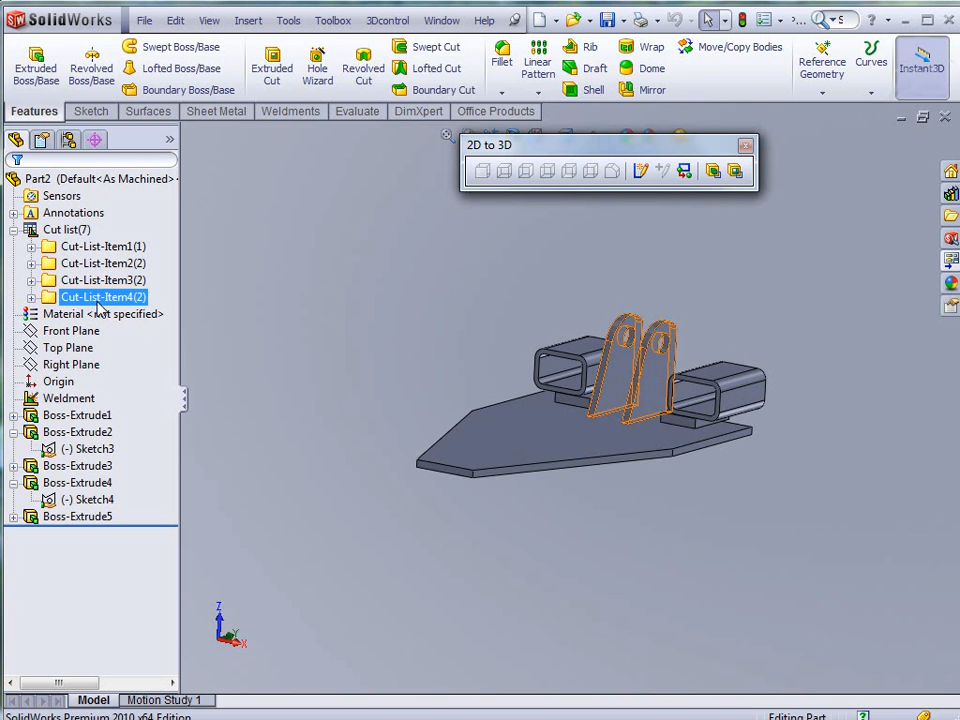 SolidWorks File Edit View Insert Tools Toolbox 3Dcontrol Window Help S ?
Extruded Boss/Base
Revolved Boss/Base
Swept Boss/Base
Lofted Boss/Base
Boundary Boss/Base
Extruded Cut
Hole Wizard
Revolved Cut
Swept Cut
Lofted Cut
Boundary Cut
Fillet
Linear Pattern
Rib
Draft
Shell
Wrap
Dome
Mirror
Move/Copy Bodies
Reference Geometry
Curves
Instant3D
Features Sketch Surfaces Sheet Metal Weldments Evaluate DimXpert Office Products
2D to 3D
Part2 (Default<As Machined>
Sensors
Annotations
Cut list(7)
Cut-List-Item1(1)
Cut-List-Item2(2)
Cut-List-Item3(2)
Cut-List-Item4(2)
Material <not specified>
Front Plane
Top Plane
Right Plane
Origin
Weldment
Boss-Extrude1
Boss-Extrude2
(-) Sketch3
Boss-Extrude3
Boss-Extrude4
(-) Sketch4
Boss-Extrude5
Z
Y
X
Model Motion Study 1
SolidWorks Premium 2010 x64 Edition Editing Part